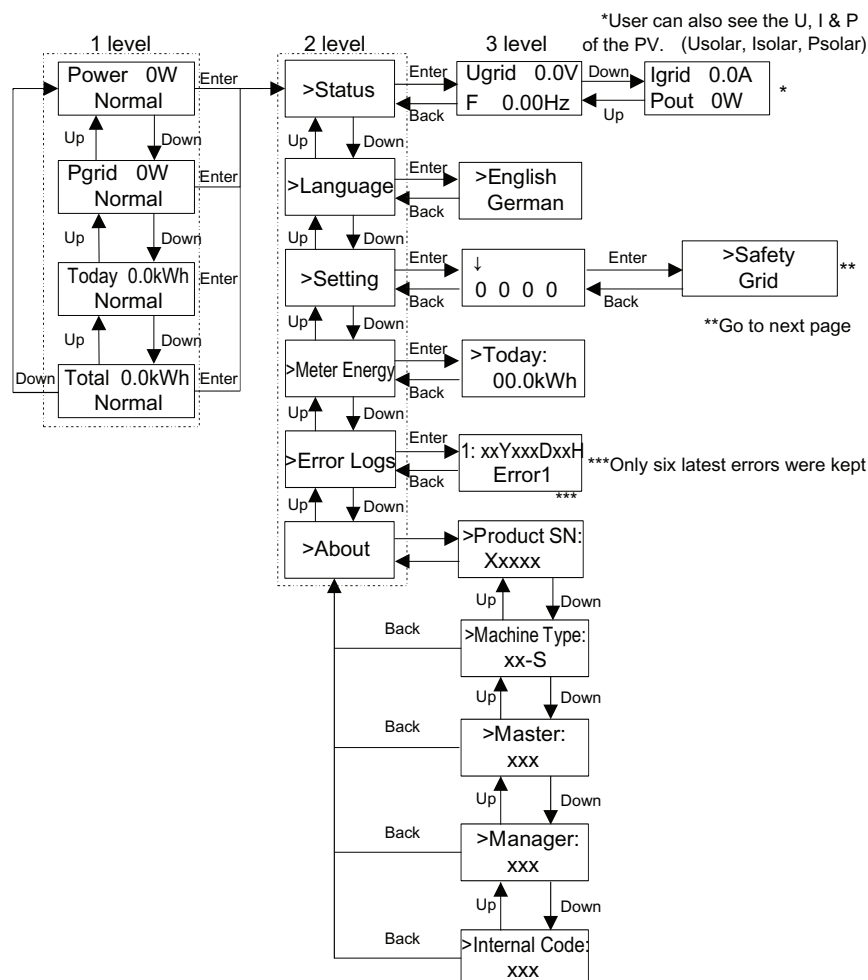 *User can also see the U, I & P
of the PV. (Usolar, Isolar, Psolar)
1 level
2 level
3 level
Power 0W
Normal
Enter
Up
Down
Pgrid 0W
Normal
Enter
Up
Down
Today 0.0kWh
Normal
Enter
Up
Down
Down
Total 0.0kWh
Normal
Enter
>Status
Enter
Back
Ugrid 0.0V
F 0.00Hz
Down
Up
Igrid 0.0A
Pout 0W
*
Up
Down
>Language
Enter
Back
>English
German
Up
Down
>Setting
Enter
Back
↓
0 0 0 0
Enter
Back
>Safety
Grid
**
**Go to next page
Up
Down
>Meter Energy
Enter
Back
>Today:
00.0kWh
Up
Down
>Error Logs
Enter
Back
1: xxYxxxDxxH
Error1
***
***Only six latest errors were kept
Up
Down
>About
>Product SN:
Xxxxx
Up
Down
Back
>Machine Type:
xx-S
Up
Down
Back
>Master:
xxx
Up
Down
Back
>Manager:
xxx
Up
Down
Back
>Internal Code:
xxx